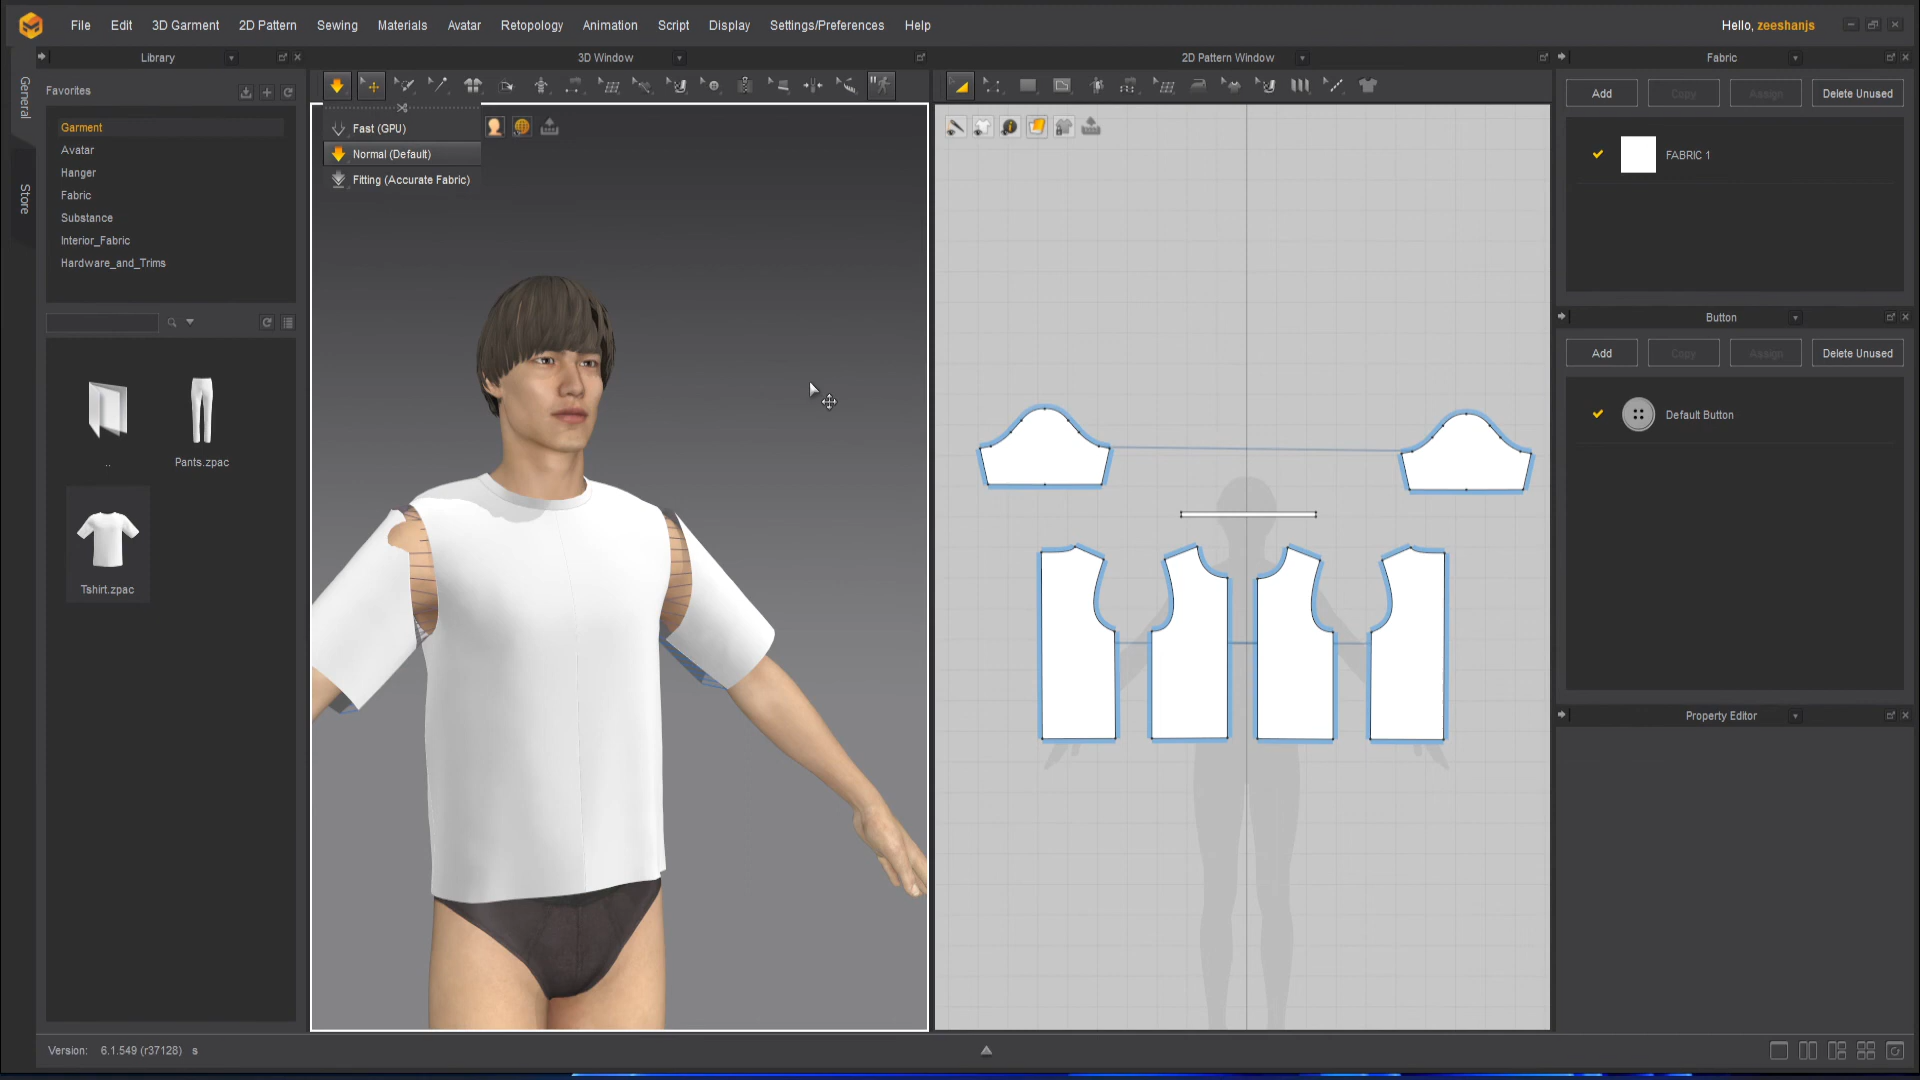 File Edit 3D Garment 2D Pattern Sewing Materials Avatar Retopology Animation Script Display Settings/Preferences Help Hello, zeeshanjs
Library 3D Window 2D Pattern Window Fabric
General
Store
Favorites
Garment
Avatar
Hanger
Fabric
Substance
Interior_Fabric
Hardware_and_Trims
..
Pants.zpac
Tshirt.zpac
Fast (GPU)
Normal (Default)
Fitting (Accurate Fabric)
Add Copy Assign Delete Unused
FABRIC 1
Button
Add Copy Assign Delete Unused
Default Button
Property Editor
Version: 6.1.549 (r37128) s